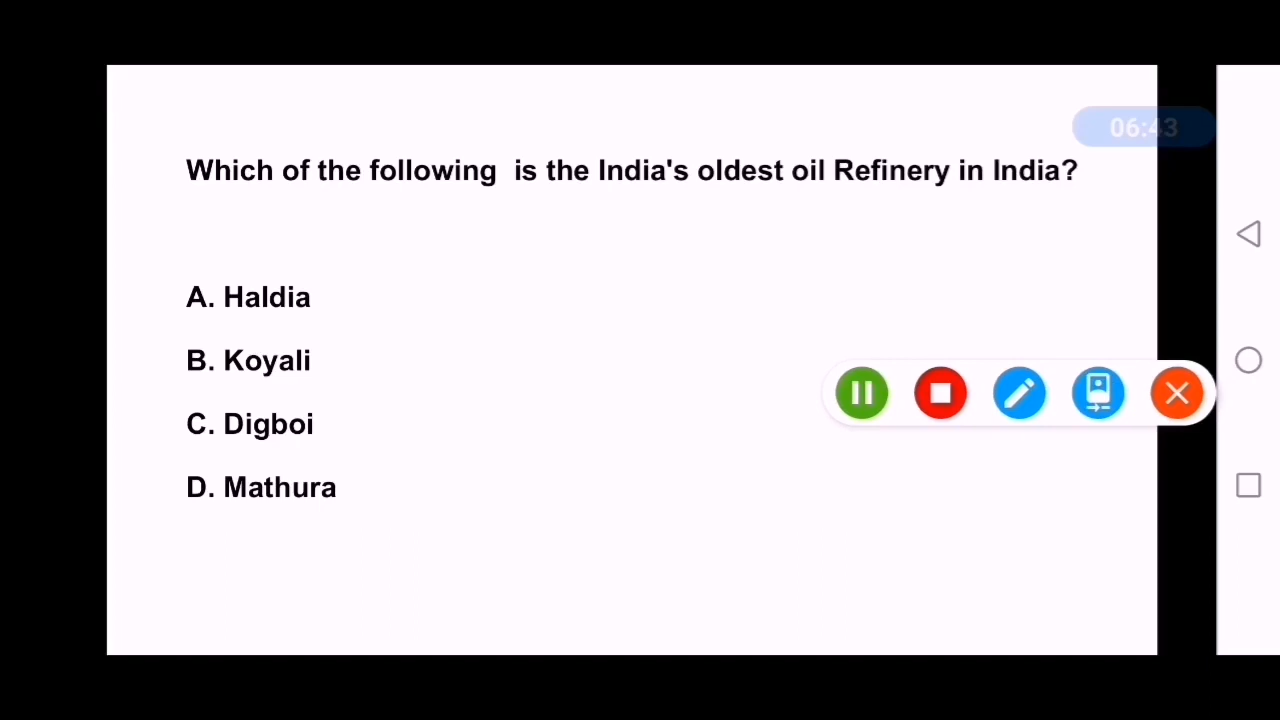 06:43
Which of the following is the India's oldest oil Refinery in India?
A. Haldia
B. Koyali
C. Digboi
D. Mathura